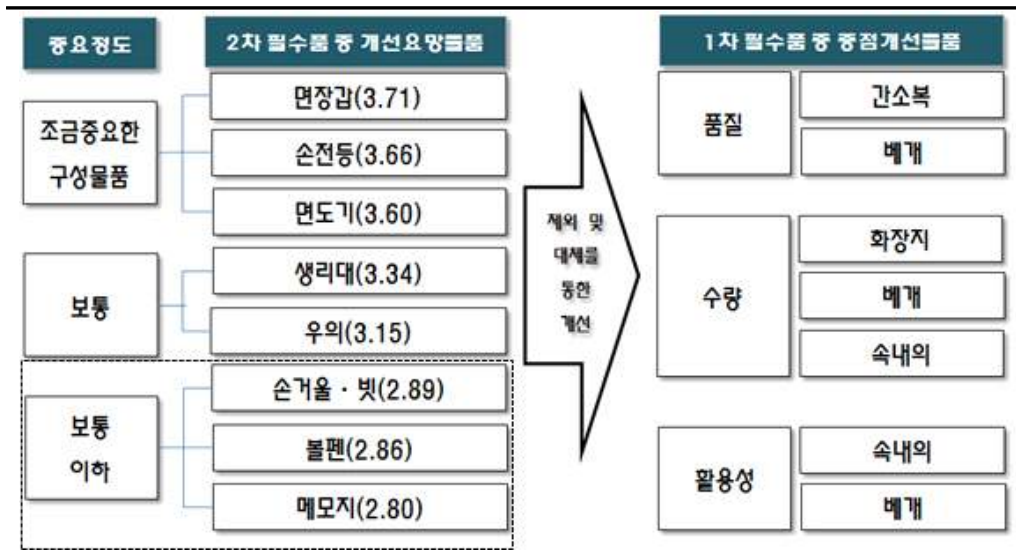 중요정도
2차 필수품 중 개선요망물품
1차 필수품 중 중점개선물품
조금중요한
구성물품
면장갑(3.71)
손전등(3.66)
면도기(3.60)
보통
생리대(3.34)
우의(3.15)
보통
이하
손거울 · 빗(2.89)
볼펜(2.86)
메모지(2.80)
제외 및
대체를
통한
개선
품질
간소복
베개
수량
화장지
베개
속내의
활용성
속내의
베개